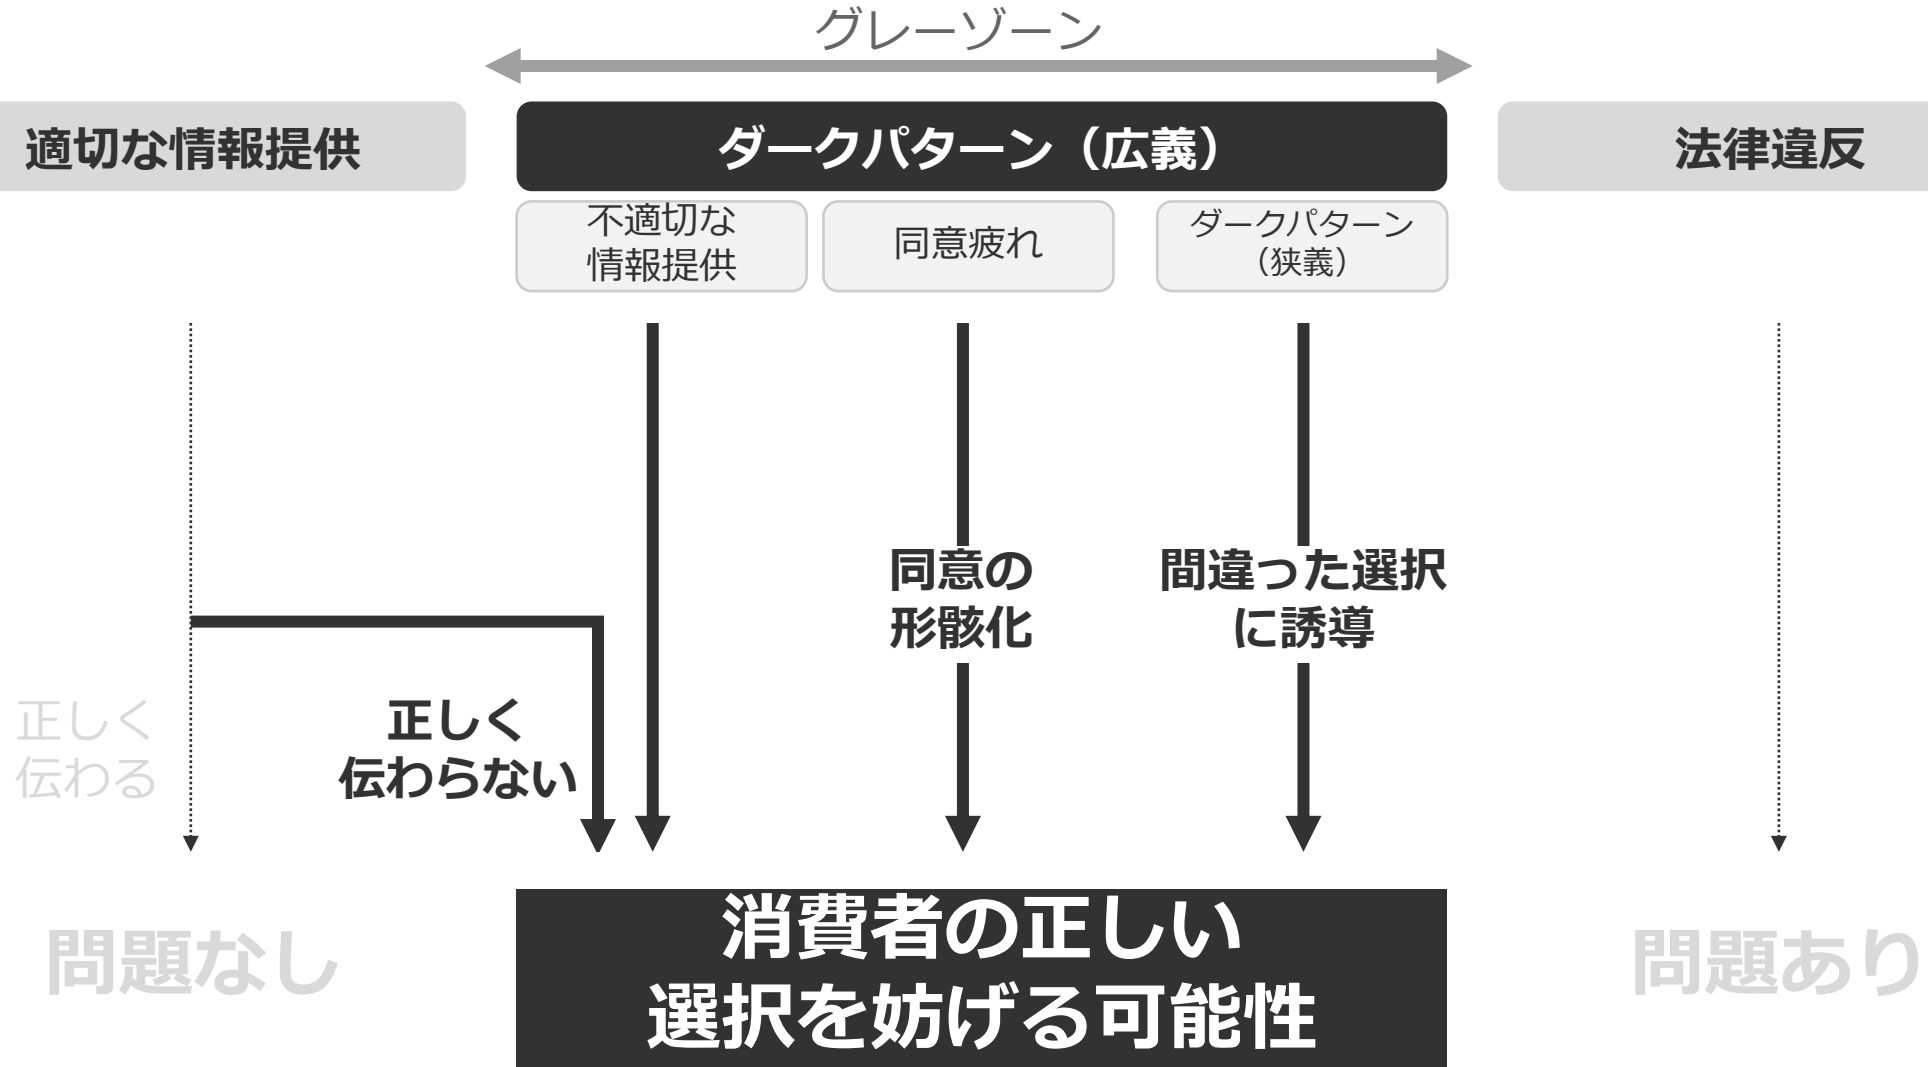 グレーゾーン
適切な情報提供
ダークパターン（広義）
法律違反
不適切な
情報提供
同意疲れ
ダークパターン
（狭義）
同意の
形骸化
間違った選択
に誘導
正しく
伝わる
正しく
伝わらない
問題なし
消費者の正しい
選択を妨げる可能性
問題あり